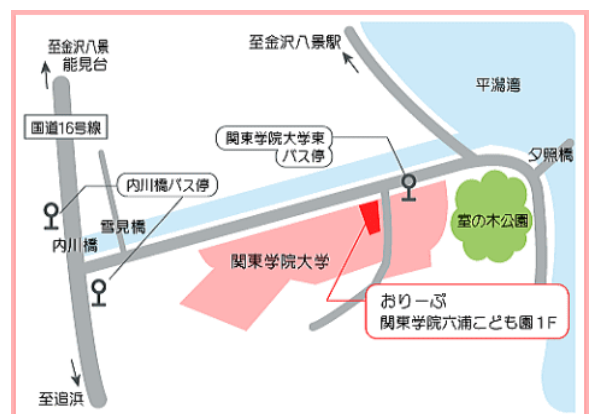 至金沢八景
能見台
至金沢八景駅
平潟湾
国道16号線
関東学院大学東
バス停
夕照橋
内川橋バス停
雪見橋
内川橋
室の木公園
関東学院大学
おりーぶ
関東学院六浦こども園1F
至追浜